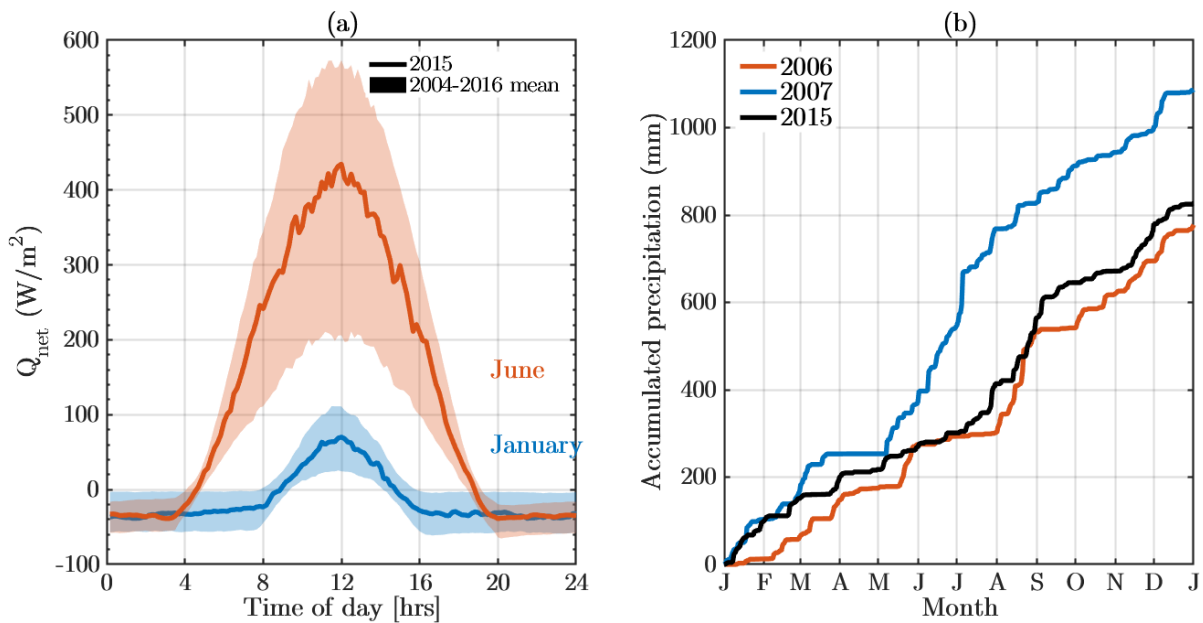 (a)
600
500
400
300
200
100
0
-100
Q_net (W/m²)
2015
2004-2016 mean
June
January
0 4 8 12 16 20 24
Time of day [hrs]
(b)
1200
1000
800
600
400
200
0
Accumulated precipitation (mm)
2006
2007
2015
J F M A M J J A S O N D J
Month